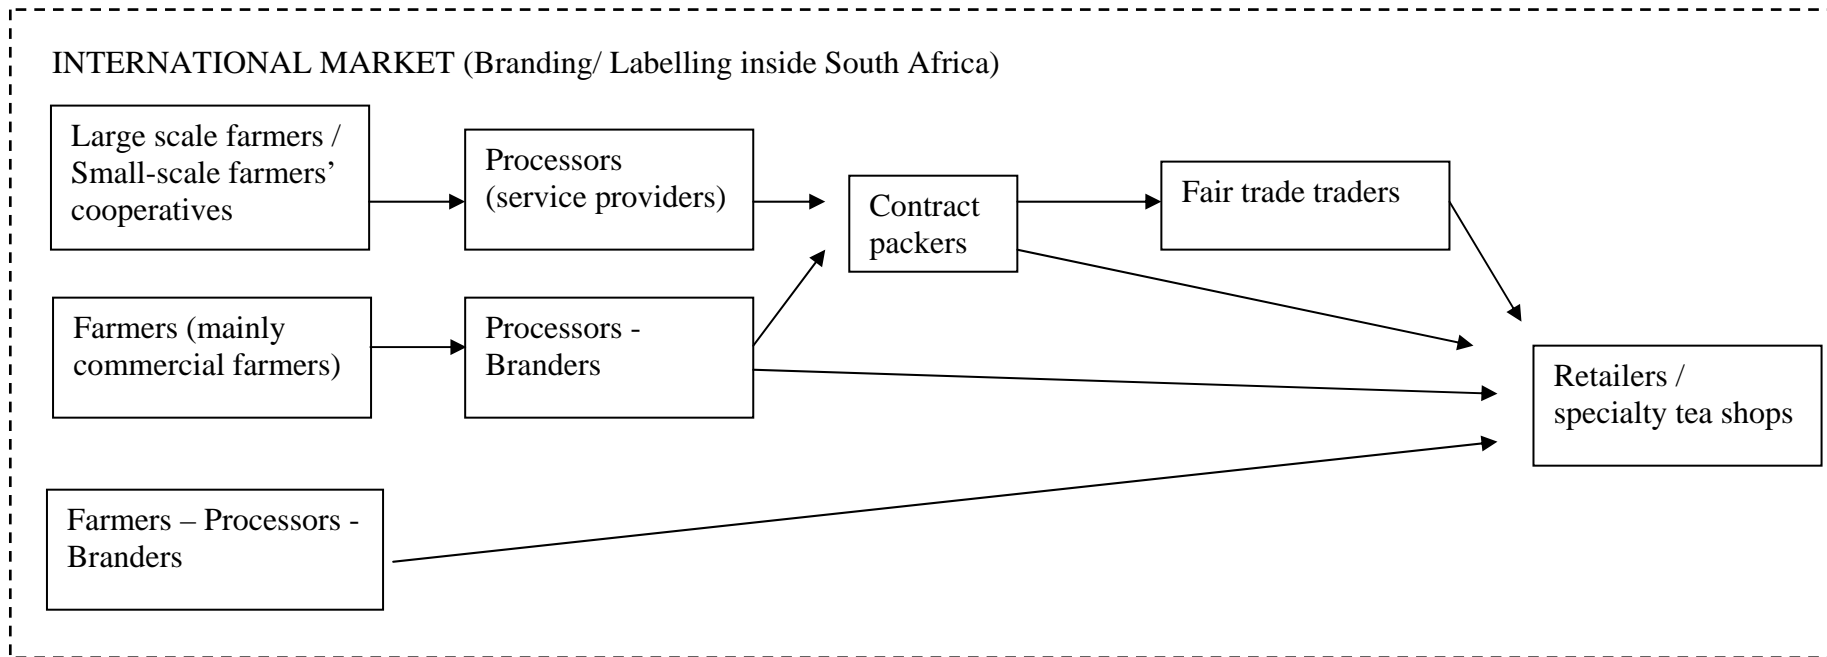 INTERNATIONAL MARKET (Branding/ Labelling inside South Africa)
Large scale farmers /
Small-scale farmers’
cooperatives
Processors
(service providers)
Contract
packers
Fair trade traders
Farmers (mainly
commercial farmers)
Processors -
Branders
Retailers /
specialty tea shops
Farmers – Processors -
Branders